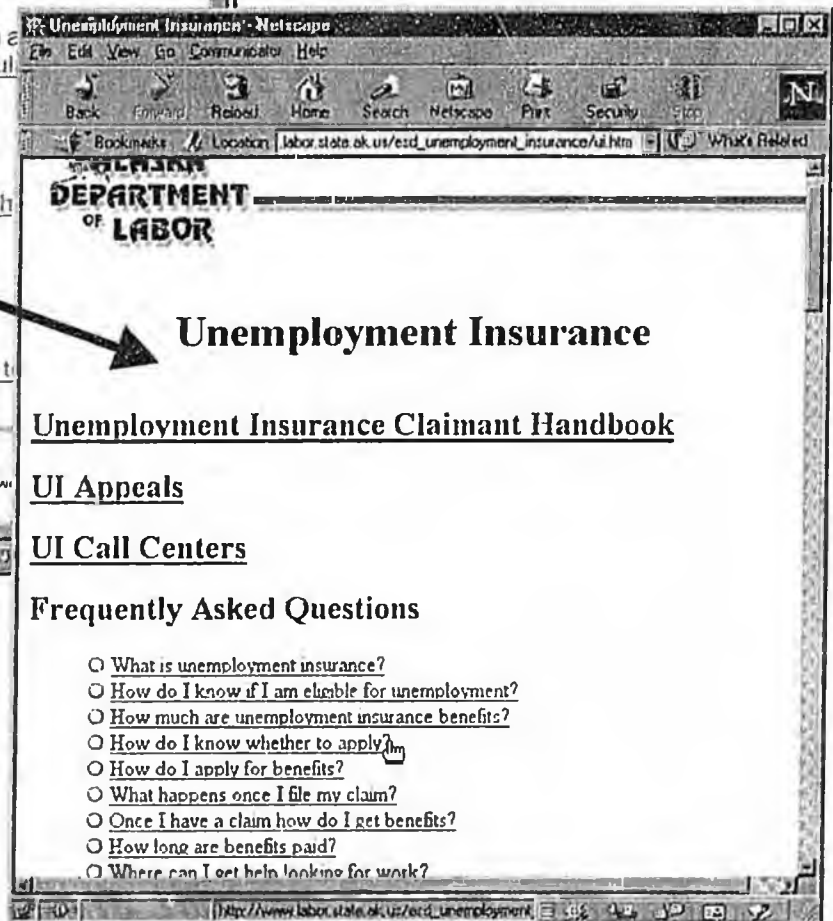 Unemployment Insurance - Netscape
File Edit View Go Communicator Help
Back Forward Reload Home Search Netscape Print Security Stop
N
Bookmarks Location .labor.state.ak.us/esd_unemployment_insurance/ui.htm What's Related
ALASKA
DEPARTMENT
OF LABOR
Unemployment Insurance
Unemployment Insurance Claimant Handbook
UI Appeals
UI Call Centers
Frequently Asked Questions
What is unemployment insurance?
How do I know if I am eligible for unemployment?
How much are unemployment insurance benefits?
How do I know whether to apply?
How do I apply for benefits?
What happens once I file my claim?
Once I have a claim how do I get benefits?
How long are benefits paid?
Where can I get help looking for work?
http://www.labor.state.ak.us/esd_unemployment